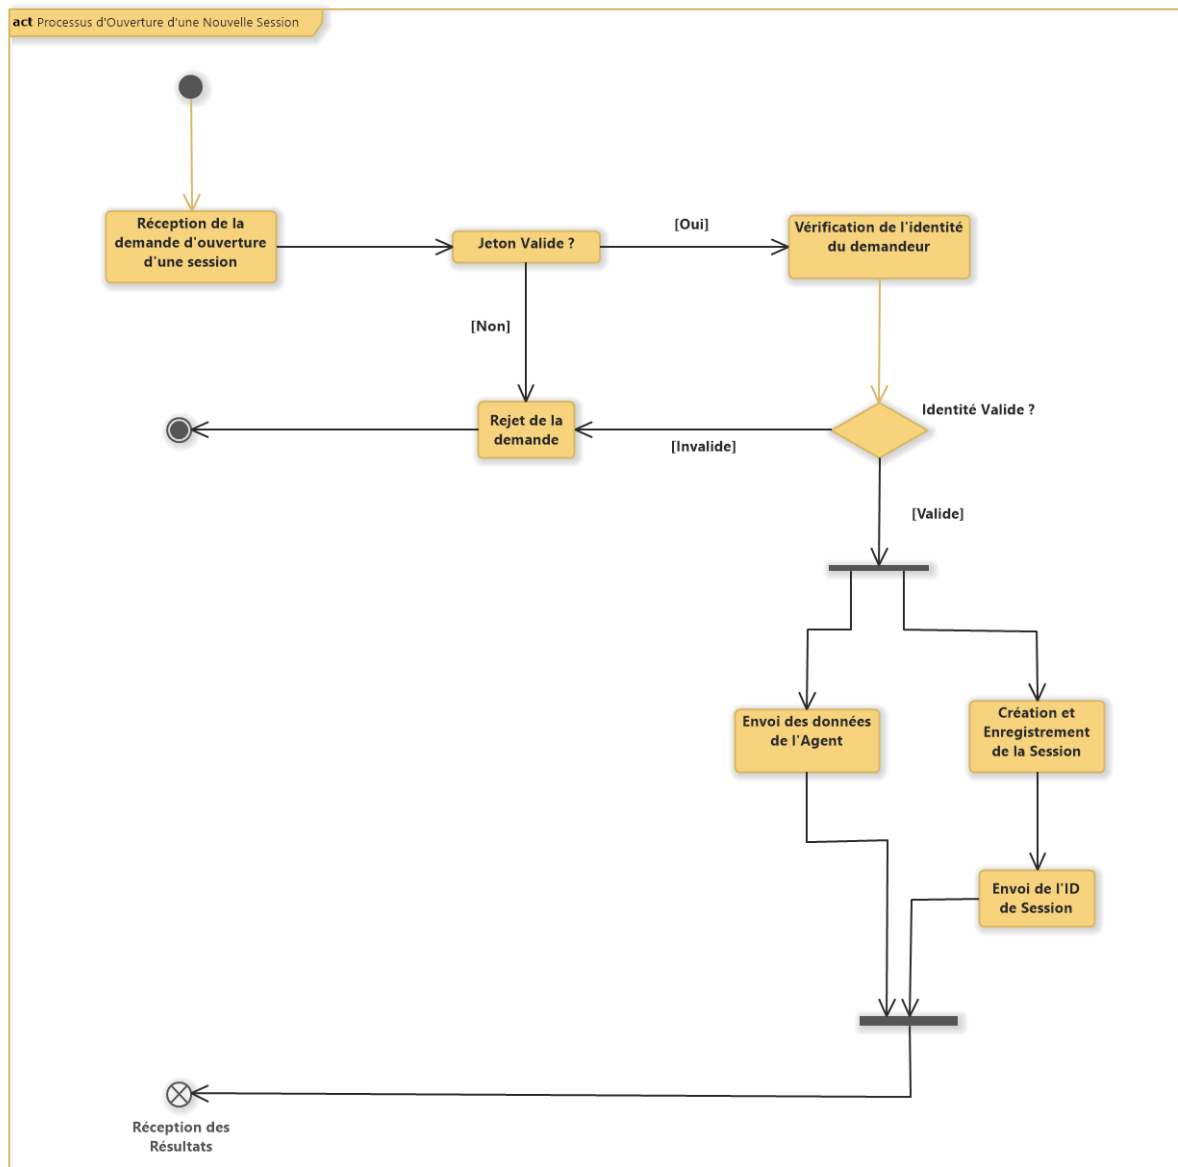 act Processus d'Ouverture d'une Nouvelle Session
Réception de la
demande d'ouverture
d'une session
Jeton Valide ?
[Oui]
Vérification de l'identité
du demandeur
[Non]
Identité Valide ?
Rejet de la
demande
[Invalide]
[Valide]
Envoi des données
de l'Agent
Création et
Enregistrement
de la Session
Envoi de l'ID
de Session
Réception des
Résultats